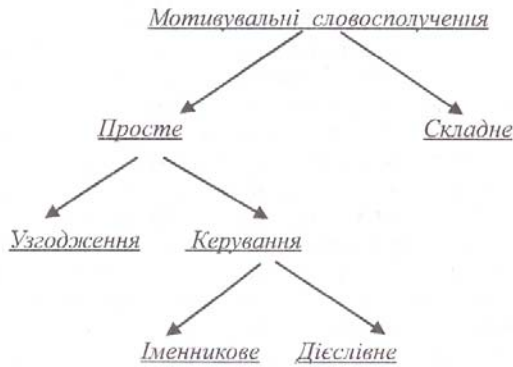 Мотивувальні словосполучення
Просте Складне
Узгодження Керування
Іменникове Дієслівне